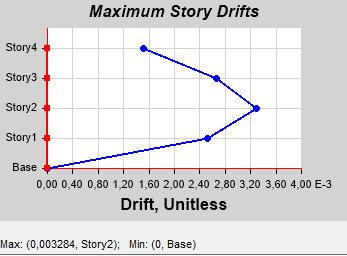 Maximum Story Drifts
Story4
Story3
Story2
Story1
Base
0,00 0,40 0,80 1,20 1,60 2,00 2,40 2,80 3,20 3,60 4,00 E-3
Drift, Unitless
Max: (0,003284, Story2); Min: (0, Base)